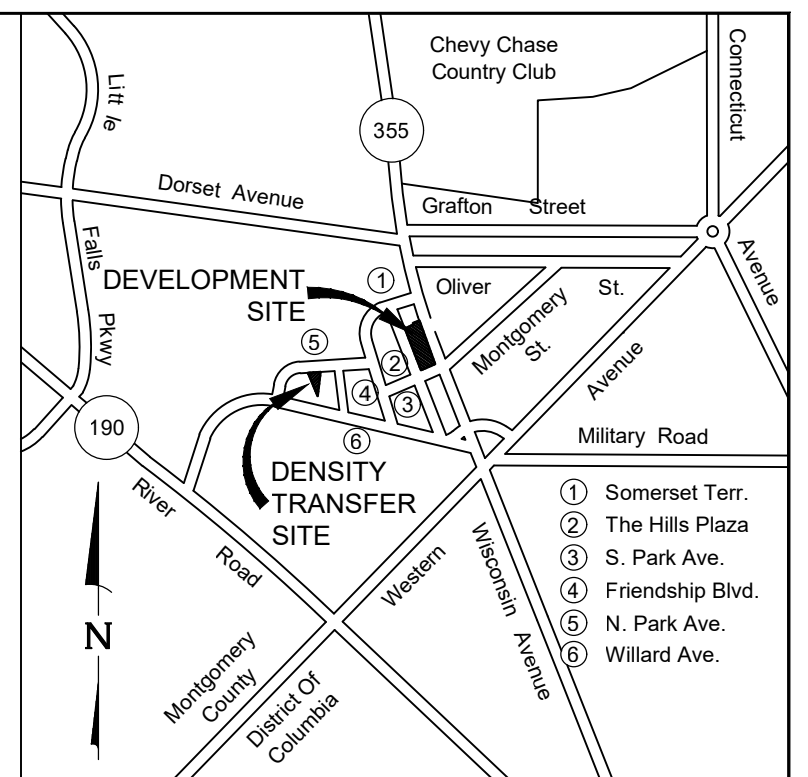 Chevy Chase
Country Club
Connecticut
Avenue
Little
Falls
Pkwy
355
Dorset Avenue
Grafton Street
DEVELOPMENT
SITE
1
Oliver St.
Montgomery
St.
Avenue
5
2
4
3
6
190
Military Road
DENSITY
TRANSFER
SITE
River
Road
Western
Wisconsin
Avenue
1 Somerset Terr.
2 The Hills Plaza
3 S. Park Ave.
4 Friendship Blvd.
5 N. Park Ave.
6 Willard Ave.
N
Montgomery
County
District Of
Columbia